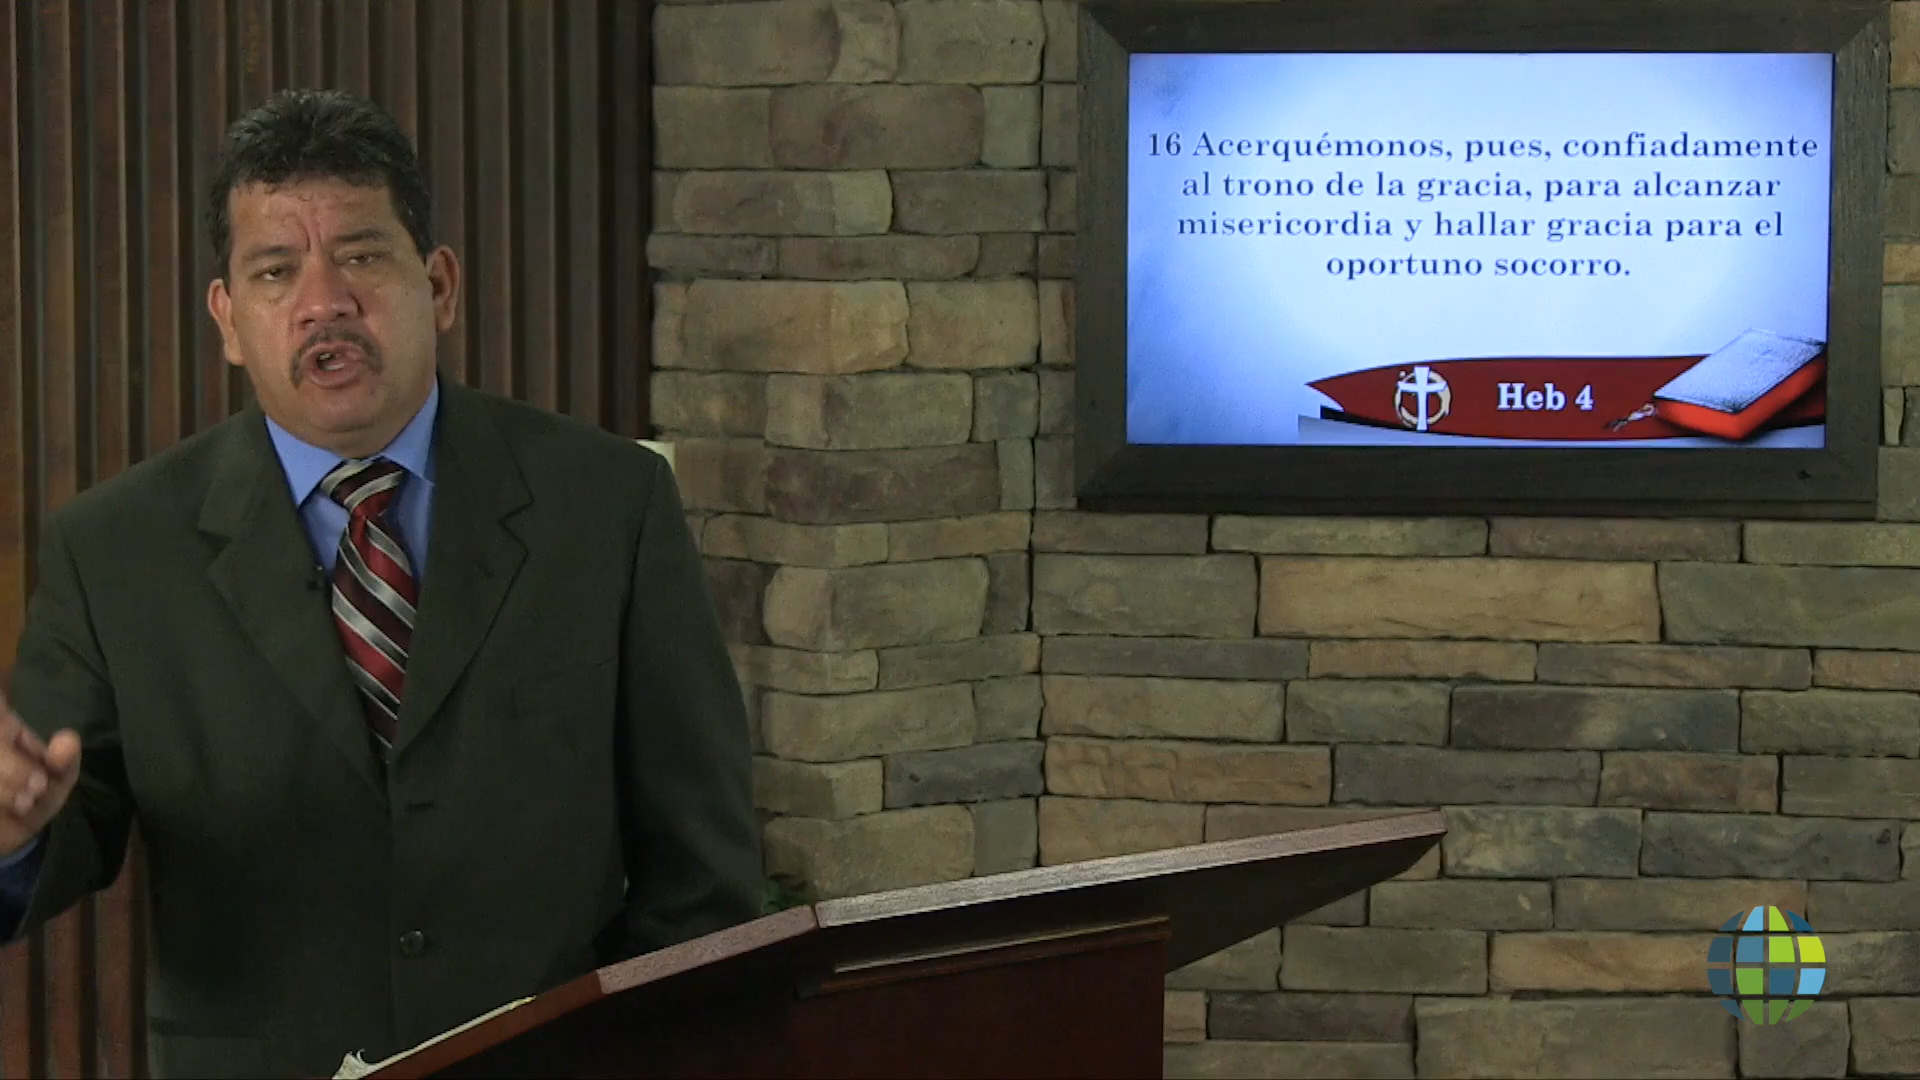 16 Acerquémonos, pues, confiadamente
al trono de la gracia, para alcanzar
misericordia y hallar gracia para el
oportuno socorro.
Heb 4